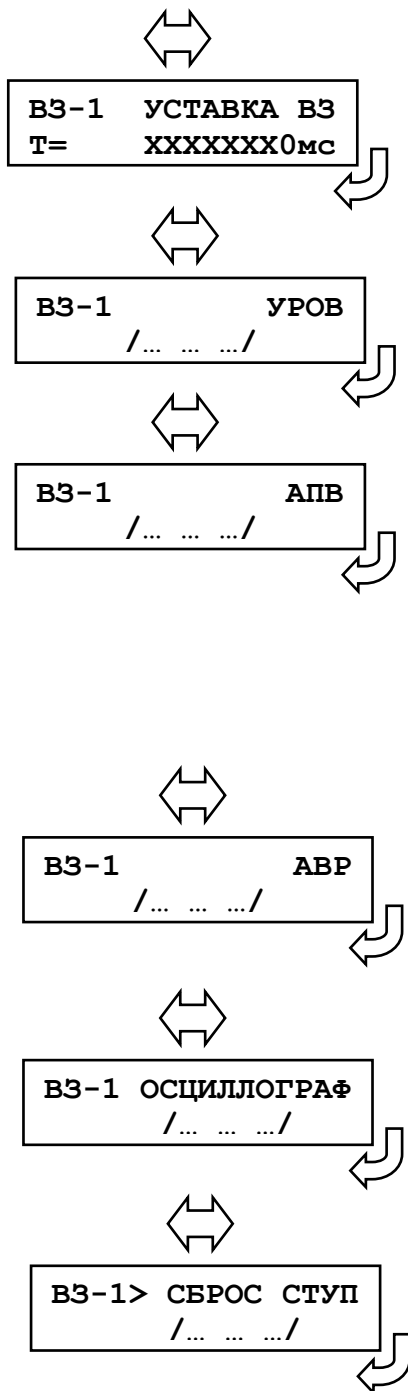 ВЗ-1 УСТАВКА ВЗ
Т= ХХХХХХХ0мс
ВЗ-1 УРОВ
/… … …/
ВЗ-1 АПВ
/… … …/
ВЗ-1 АВР
/… … …/
ВЗ-1 ОСЦИЛЛОГРАФ
/… … …/
ВЗ-1> СБРОС СТУП
/… … …/